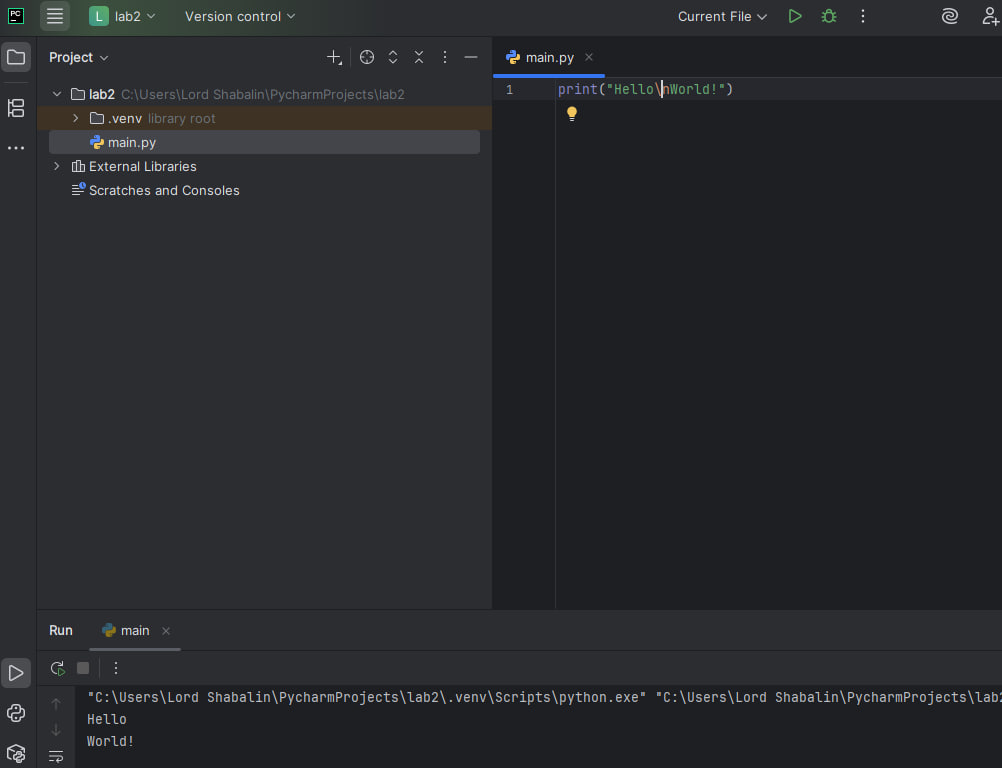 PC
L lab2
Version control
Current File
Project
main.py
lab2 C:\Users\Lord Shabalin\PycharmProjects\lab2
.venv library root
main.py
External Libraries
Scratches and Consoles
1 print("Hello\nWorld!")
Run
main
"C:\Users\Lord Shabalin\PycharmProjects\lab2\.venv\Scripts\python.exe" "C:\Users\Lord Shabalin\PycharmProjects\lab2
Hello
World!